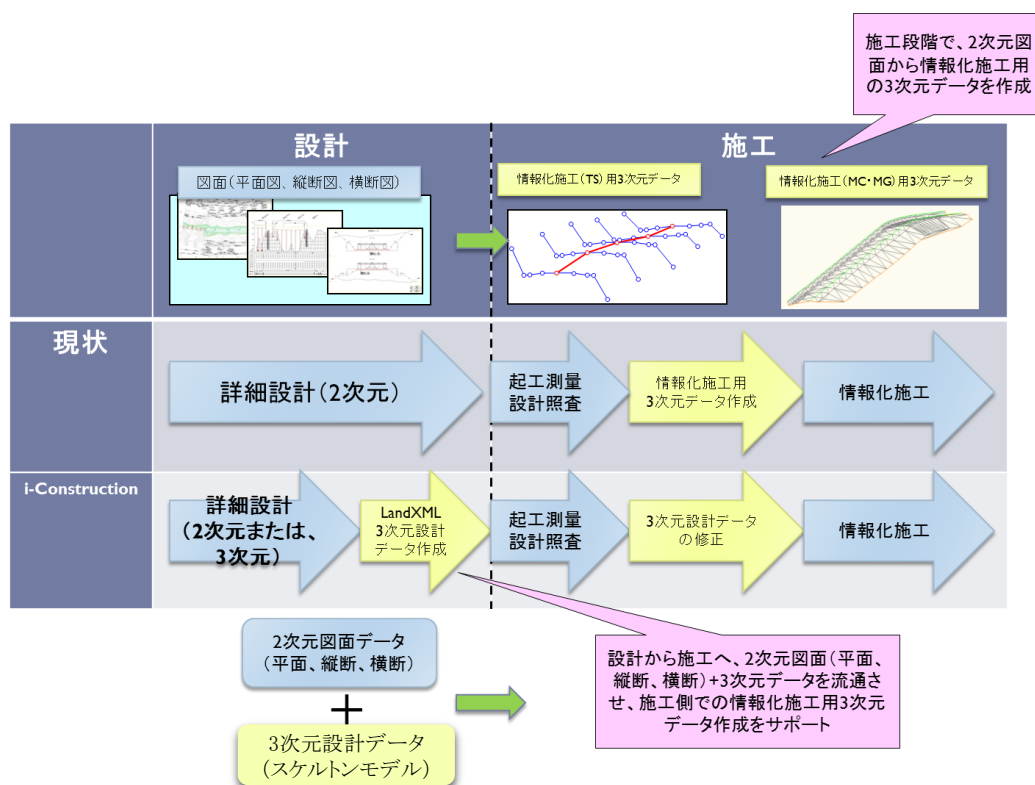 施工段階で、2次元図
面から情報化施工用
の3次元データを作成
設計
施工
図面(平面図、縦断図、横断図)
情報化施工(TS)用3次元データ
情報化施工(MC・MG)用3次元データ
現状
詳細設計(2次元)
起工測量
設計照査
情報化施工用
3次元データ作成
情報化施工
i-Construction
詳細設計
(2次元または、
3次元)
LandXML
3次元設計
データ作成
起工測量
設計照査
3次元設計データ
の修正
情報化施工
2次元図面データ
(平面、縦断、横断)
+
3次元設計データ
(スケルトンモデル)
設計から施工へ、2次元図面(平面、
縦断、横断)+3次元データを流通さ
せ、施工側での情報化施工用3次元
データ作成をサポート